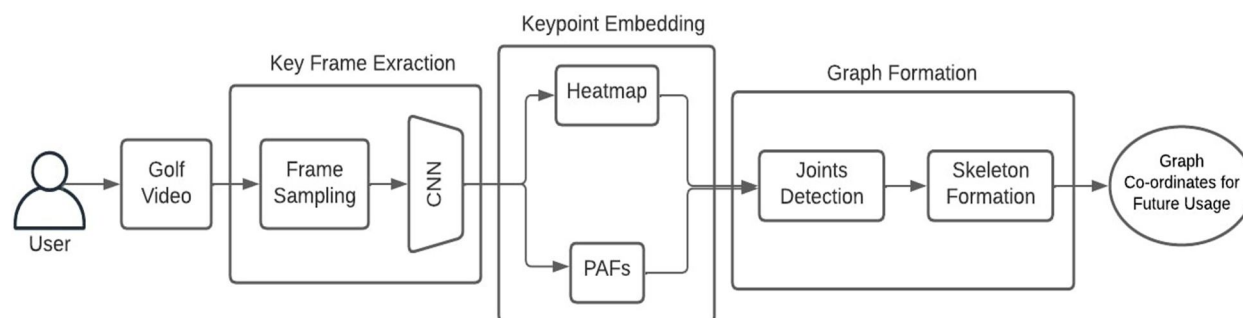 Keypoint Embedding
Key Frame Exraction
Graph Formation
User
Golf
Video
Frame
Sampling
CNN
Heatmap
PAFs
Joints
Detection
Skeleton
Formation
Graph
Co-ordinates for
Future Usage